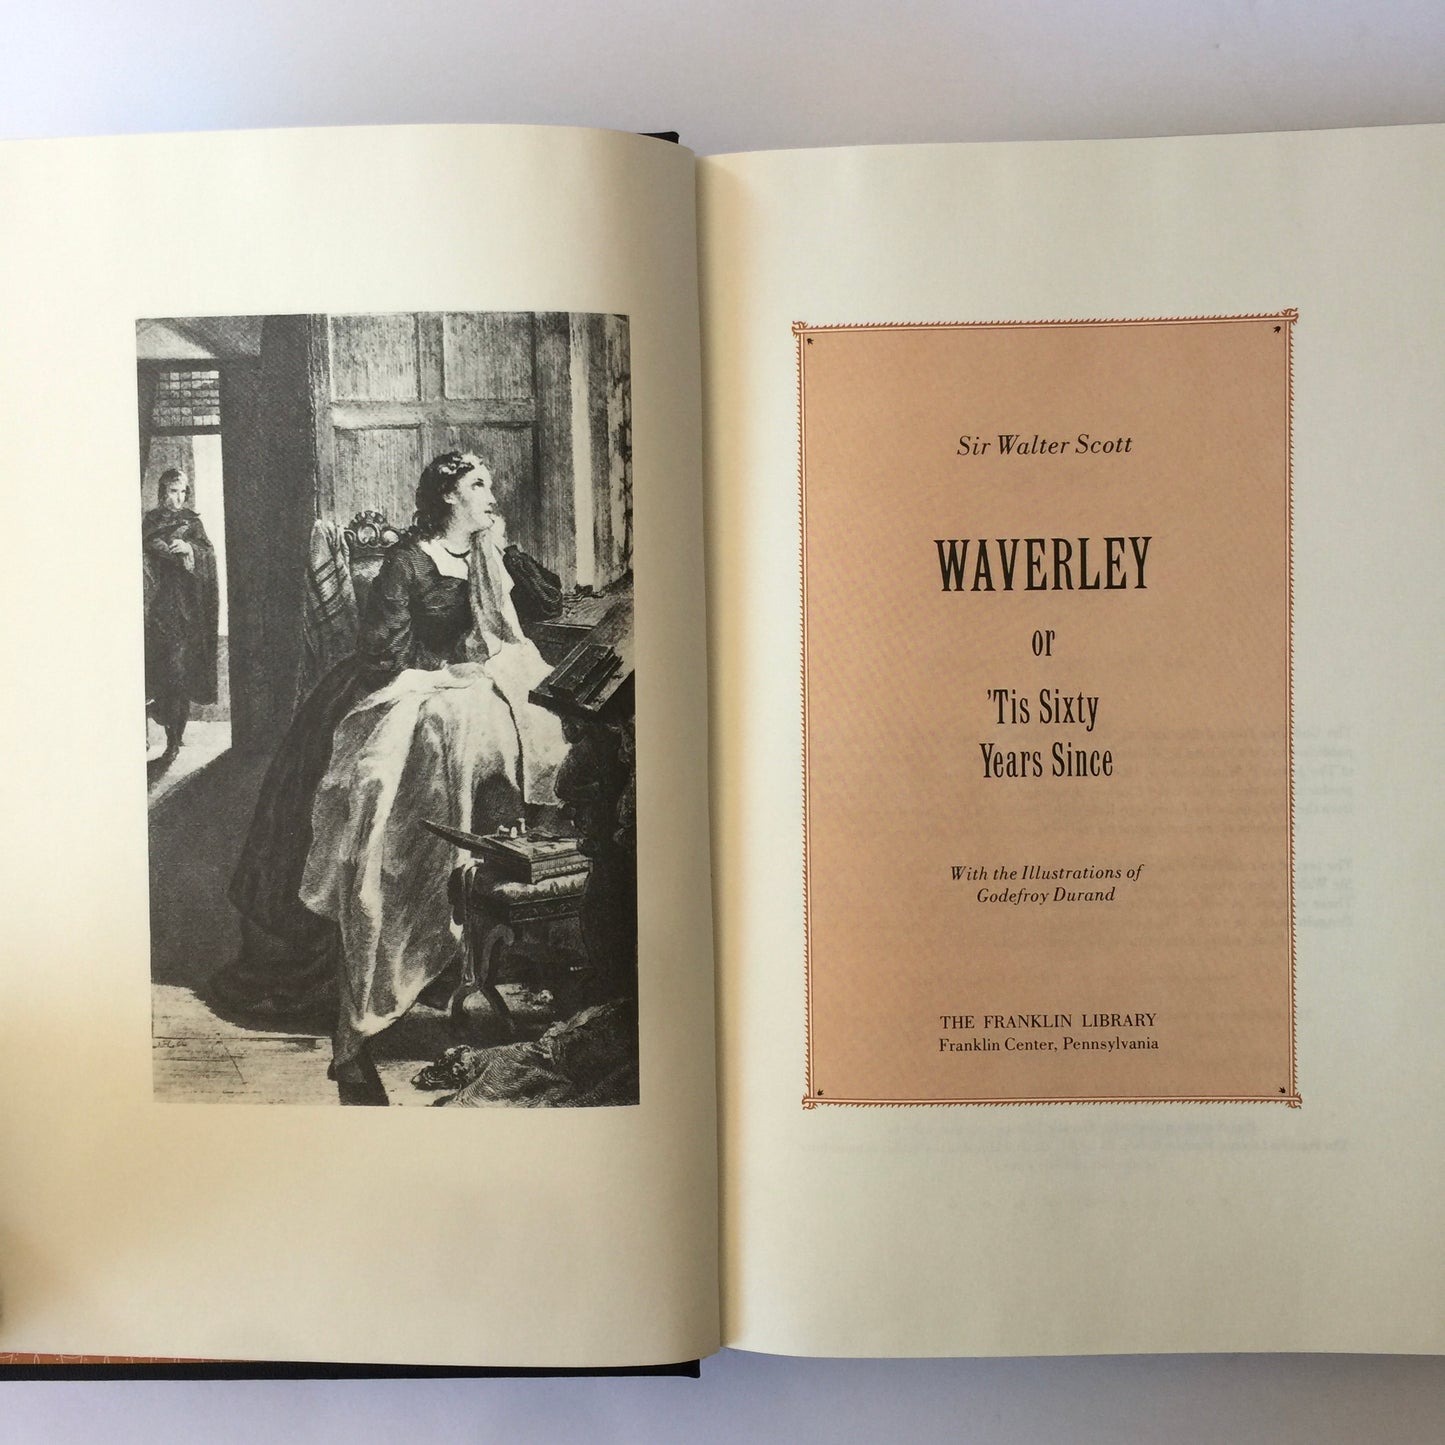 Sir Walter Scott
WAVERLEY
or
’Tis Sixty
Years Since
With the Illustrations of
Godefroy Durand
THE FRANKLIN LIBRARY
Franklin Center, Pennsylvania